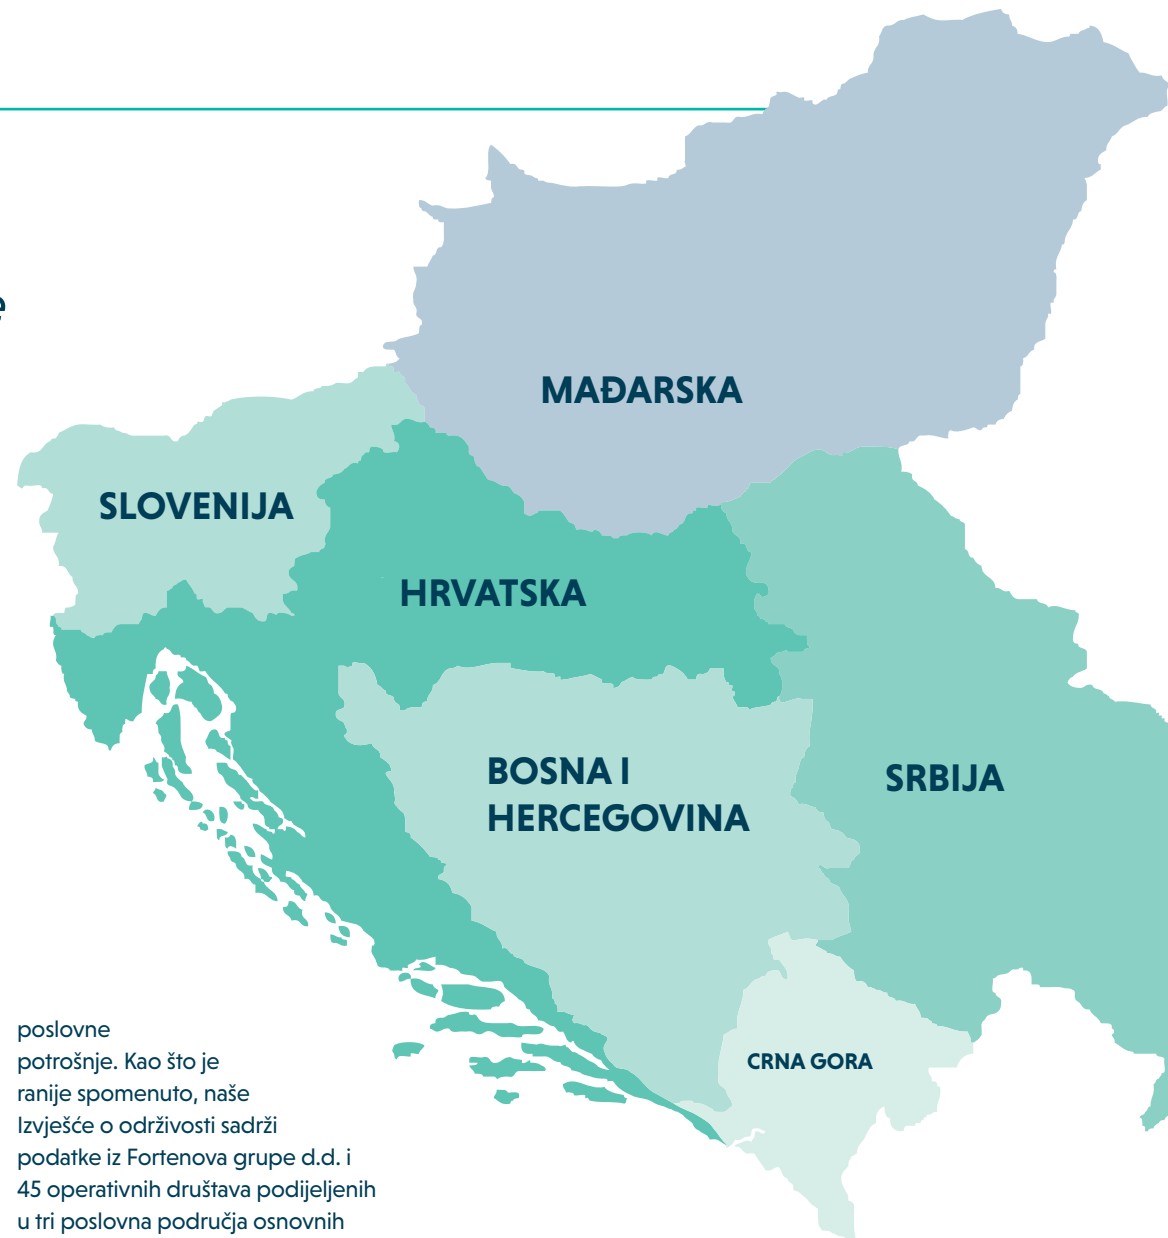 e
MAĐARSKA
SLOVENIJA
HRVATSKA
BOSNA I
HERCEGOVINA
SRBIJA
CRNA GORA
poslovne
potrošnje. Kao što je
ranije spomenuto, naše
Izvješće o održivosti sadrži
podatke iz Fortenova grupe d.d. i
45 operativnih društava podijeljenih
u tri poslovna područja osnovnih